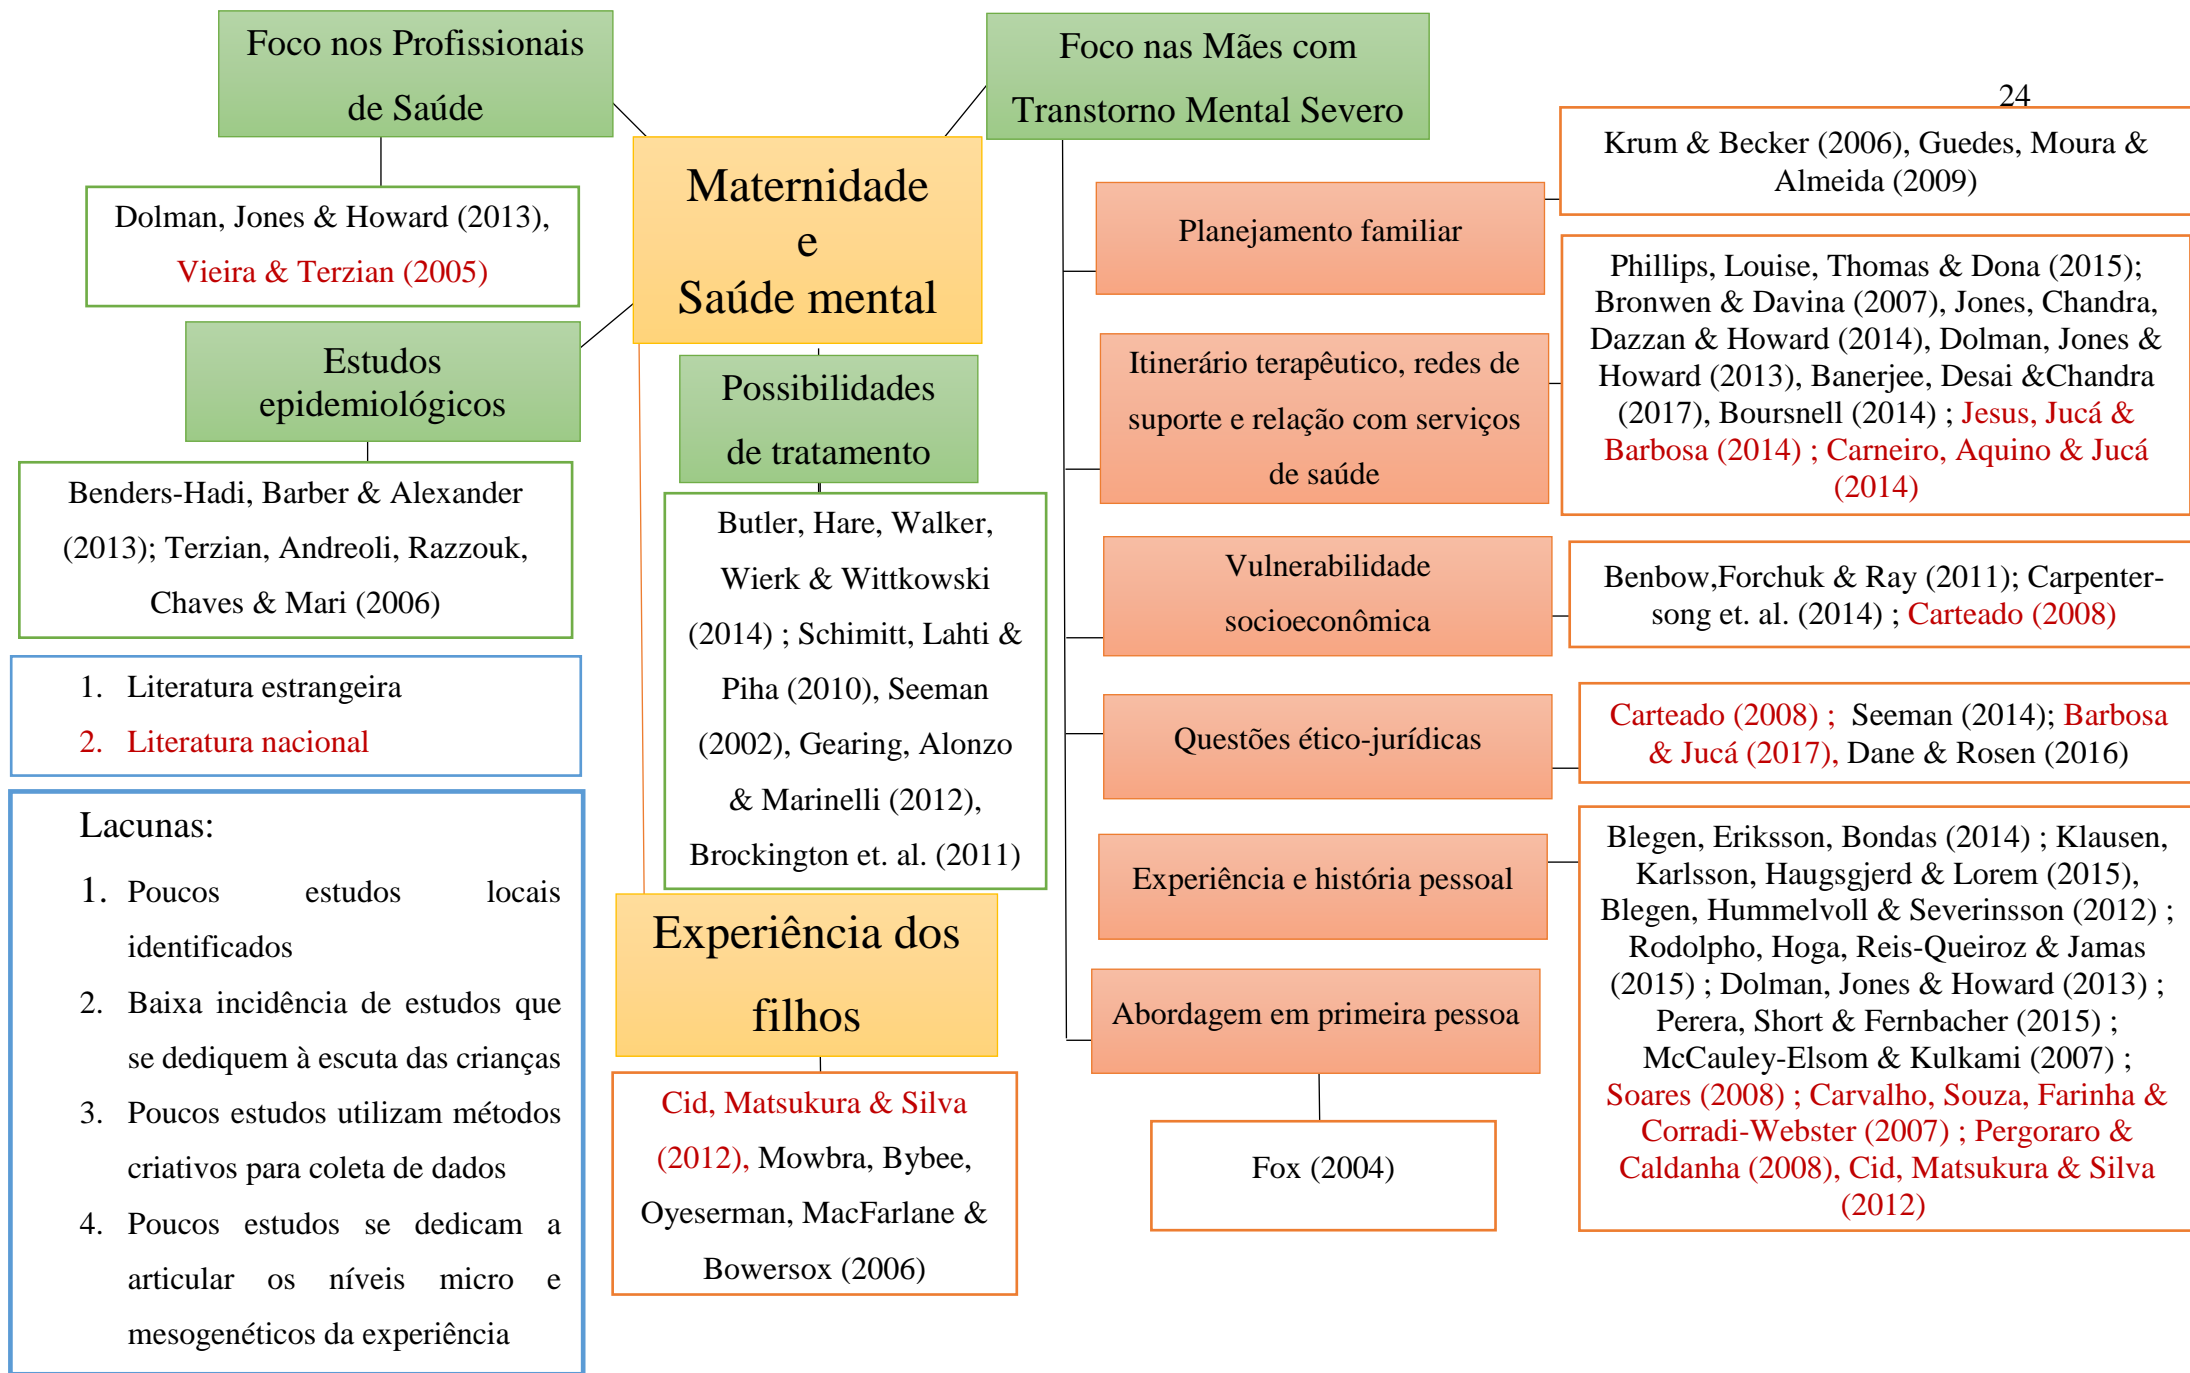 24
Foco nos Profissionais
de Saúde
Dolman, Jones & Howard (2013),
Vieira & Terzian (2005)
Estudos
epidemiológicos
Benders-Hadi, Barber & Alexander
(2013); Terzian, Andreoli, Razzouk,
Chaves & Mari (2006)
1. Literatura estrangeira
2. Literatura nacional
Lacunas:
1. Poucos estudos locais
identificados
2. Baixa incidência de estudos que
se dediquem à escuta das crianças
3. Poucos estudos utilizam métodos
criativos para coleta de dados
4. Poucos estudos se dedicam a
articular os níveis micro e
mesogenéticos da experiência
Maternidade
e
Saúde mental
Possibilidades
de tratamento
Butler, Hare, Walker,
Wierk & Wittkowski
(2014) ; Schimitt, Lahti &
Piha (2010), Seeman
(2002), Gearing, Alonzo
& Marinelli (2012),
Brockington et. al. (2011)
Experiência dos
filhos
Cid, Matsukura & Silva
(2012), Mowbra, Bybee,
Oyeserman, MacFarlane &
Bowersox (2006)
Foco nas Mães com
Transtorno Mental Severo
Planejamento familiar
Krum & Becker (2006), Guedes, Moura &
Almeida (2009)
Itinerário terapêutico, redes de
suporte e relação com serviços
de saúde
Phillips, Louise, Thomas & Dona (2015);
Bronwen & Davina (2007), Jones, Chandra,
Dazzan & Howard (2014), Dolman, Jones &
Howard (2013), Banerjee, Desai &Chandra
(2017), Boursnell (2014) ; Jesus, Jucá &
Barbosa (2014) ; Carneiro, Aquino & Jucá
(2014)
Vulnerabilidade
socioeconômica
Benbow,Forchuk & Ray (2011); Carpenter-
song et. al. (2014) ; Carteado (2008)
Questões ético-jurídicas
Carteado (2008) ; Seeman (2014); Barbosa
& Jucá (2017), Dane & Rosen (2016)
Experiência e história pessoal
Blegen, Eriksson, Bondas (2014) ; Klausen,
Karlsson, Haugsgjerd & Lorem (2015),
Blegen, Hummelvoll & Severinsson (2012) ;
Rodolpho, Hoga, Reis-Queiroz & Jamas
(2015) ; Dolman, Jones & Howard (2013) ;
Perera, Short & Fernbacher (2015) ;
McCauley-Elsom & Kulkami (2007) ;
Soares (2008) ; Carvalho, Souza, Farinha &
Corradi-Webster (2007) ; Pergoraro &
Caldanha (2008), Cid, Matsukura & Silva
(2012)
Abordagem em primeira pessoa
Fox (2004)